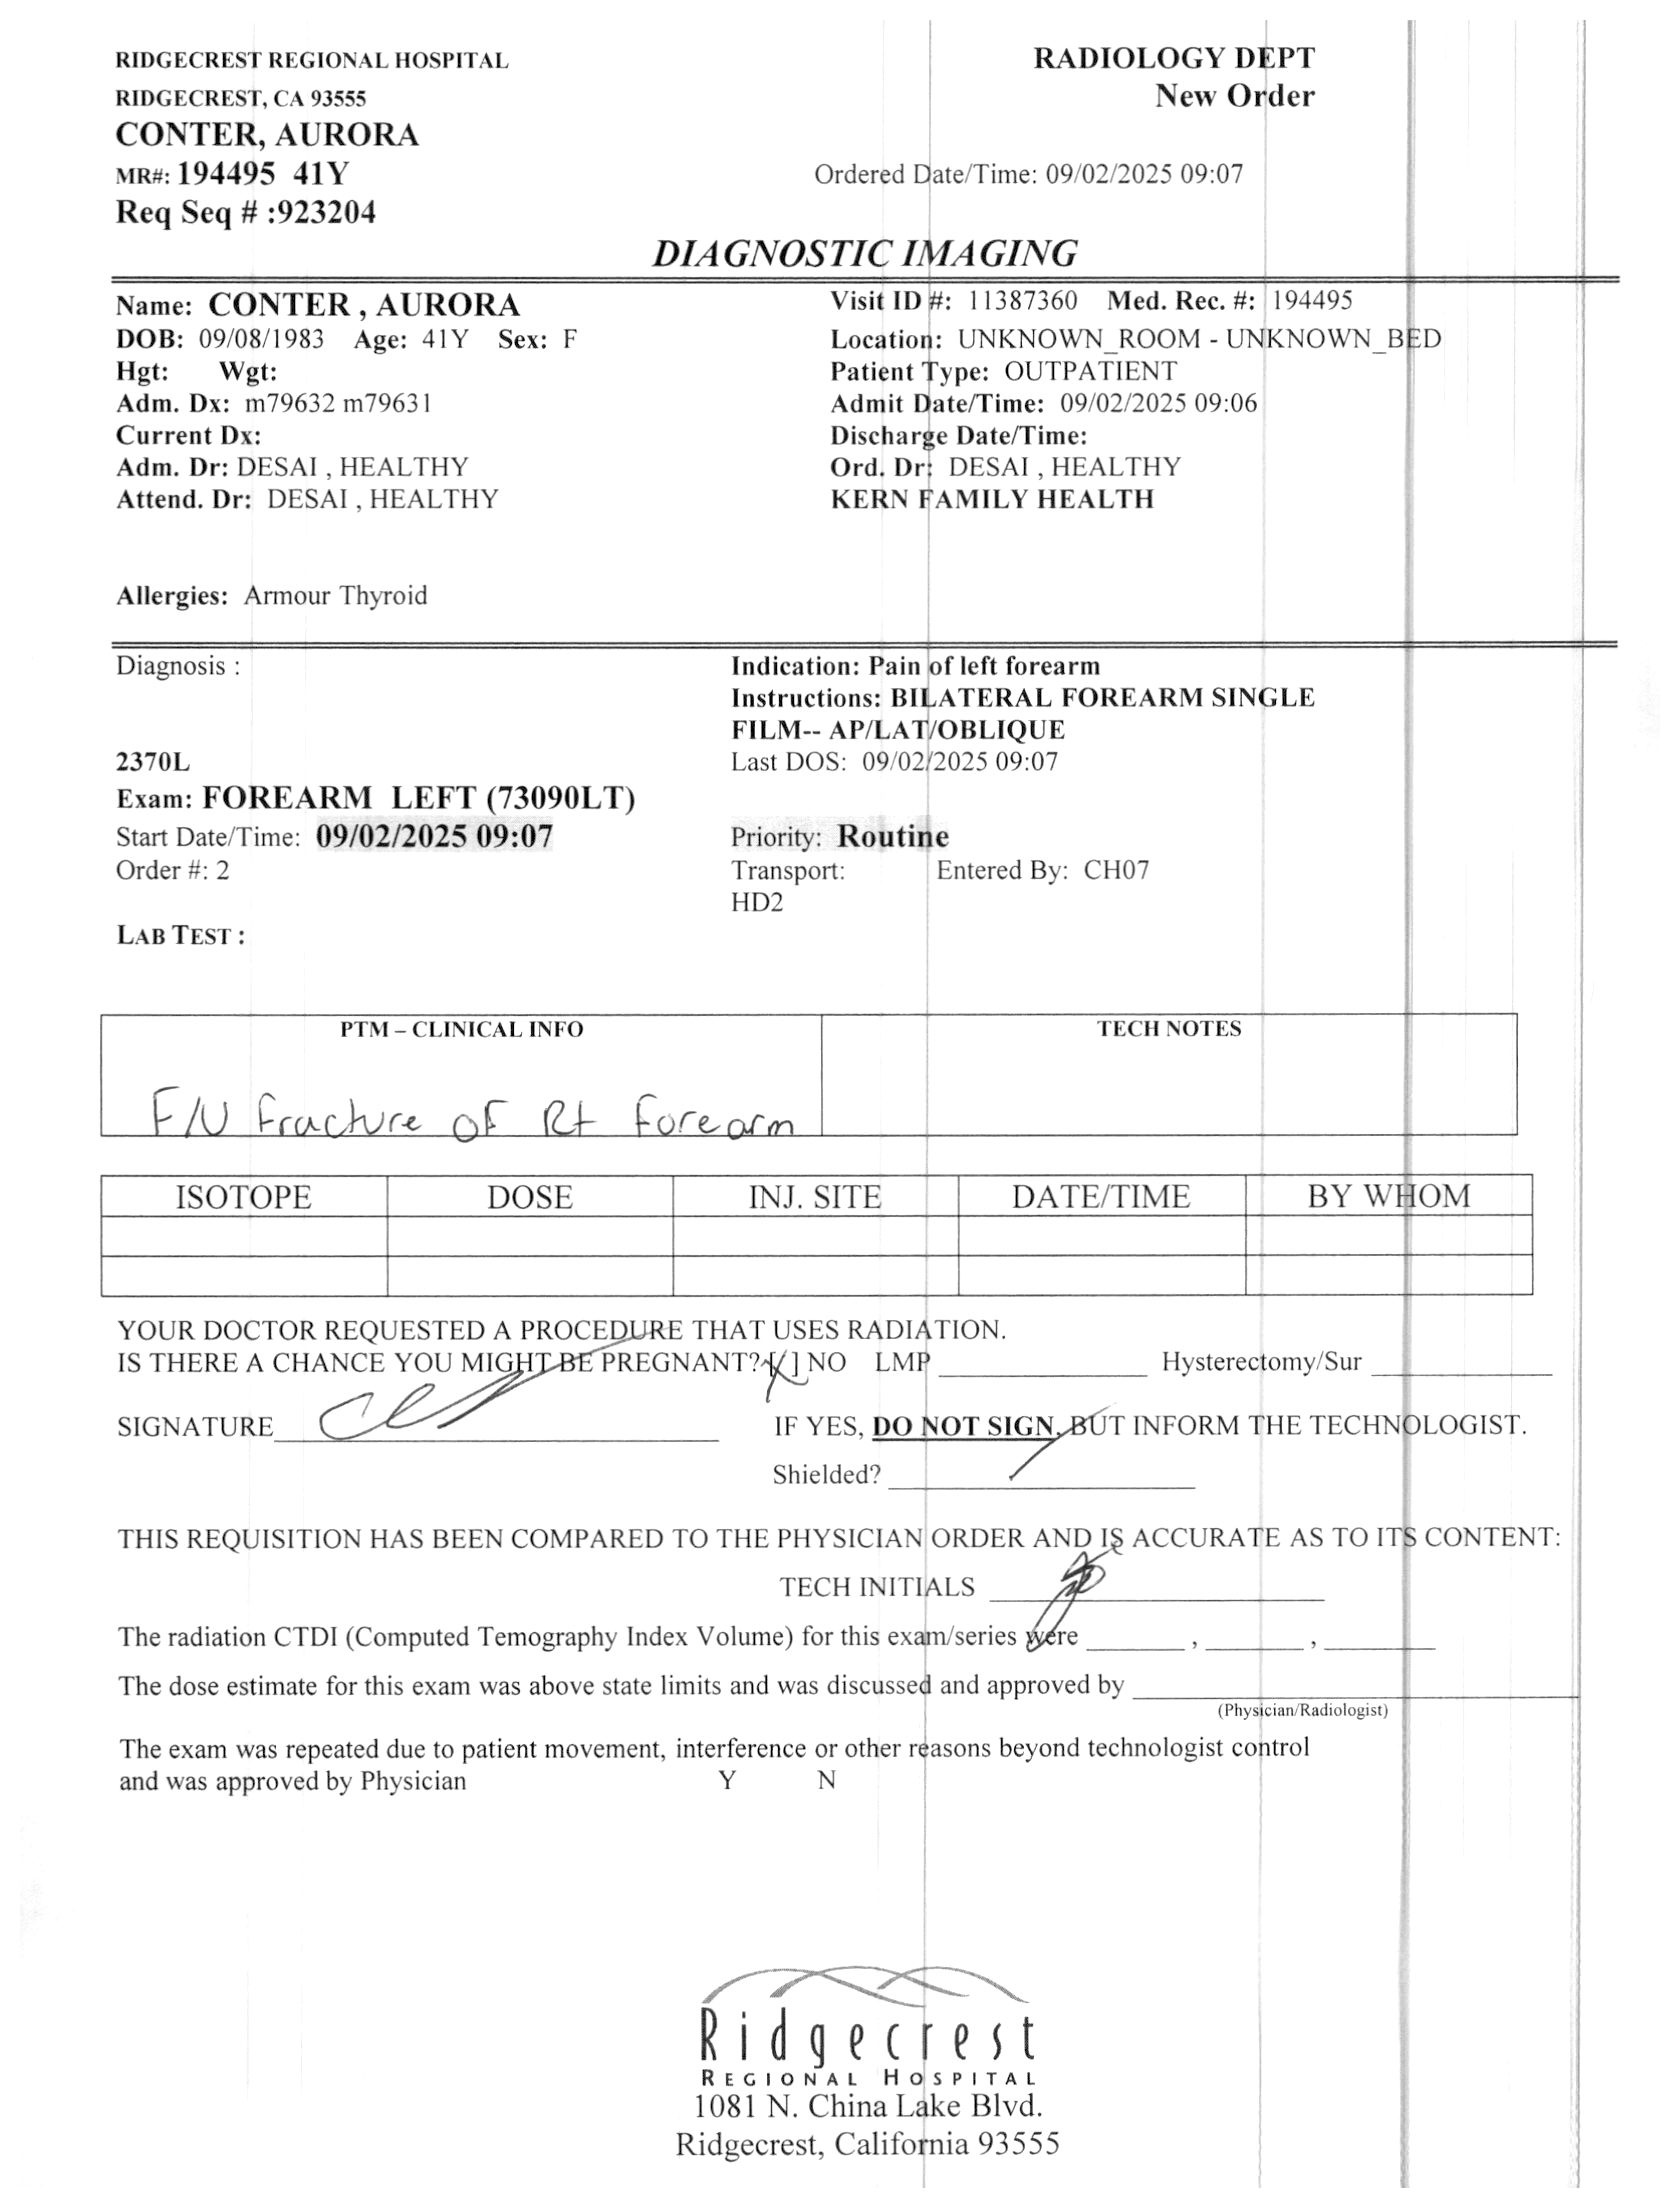 RIDGECREST REGIONAL HOSPITAL
RADIOLOGY DEPT
RIDGECREST, CA 93555
New Order
CONTER, AURORA
MR#: 194495 41Y
Ordered Date/Time: 09/02/2025 09:07
Req Seq # :923204
DIAGNOSTIC IMAGING
Name: CONTER , AURORA
Visit ID #: 11387360 Med. Rec. #: 194495
DOB: 09/08/1983 Age: 41Y Sex: F
Location: UNKNOWN_ROOM - UNKNOWN_BED
Hgt: Wgt:
Patient Type: OUTPATIENT
Adm. Dx: m79632 m79631
Admit Date/Time: 09/02/2025 09:06
Current Dx:
Discharge Date/Time:
Adm. Dr: DESAI , HEALTHY
Ord. Dr: DESAI , HEALTHY
Attend. Dr: DESAI , HEALTHY
KERN FAMILY HEALTH
Allergies: Armour Thyroid
Diagnosis :
Indication: Pain of left forearm
Instructions: BILATERAL FOREARM SINGLE
FILM-- AP/LAT/OBLIQUE
2370L
Last DOS: 09/02/2025 09:07
Exam: FOREARM LEFT (73090LT)
Start Date/Time: 09/02/2025 09:07
Priority: Routine
Order #: 2
Transport: Entered By: CH07
HD2
LAB TEST :
PTM – CLINICAL INFO
TECH NOTES
F/U Fracture of Rt Forearm
ISOTOPE DOSE INJ. SITE DATE/TIME BY WHOM
YOUR DOCTOR REQUESTED A PROCEDURE THAT USES RADIATION.
IS THERE A CHANCE YOU MIGHT BE PREGNANT? [X] NO LMP Hysterectomy/Sur
SIGNATURE
IF YES, DO NOT SIGN, BUT INFORM THE TECHNOLOGIST.
Shielded?
THIS REQUISITION HAS BEEN COMPARED TO THE PHYSICIAN ORDER AND IS ACCURATE AS TO ITS CONTENT:
TECH INITIALS
The radiation CTDI (Computed Temography Index Volume) for this exam/series were , ,
The dose estimate for this exam was above state limits and was discussed and approved by
(Physician/Radiologist)
The exam was repeated due to patient movement, interference or other reasons beyond technologist control
and was approved by Physician Y N
Ridgecrest
REGIONAL HOSPITAL
1081 N. China Lake Blvd.
Ridgecrest, California 93555